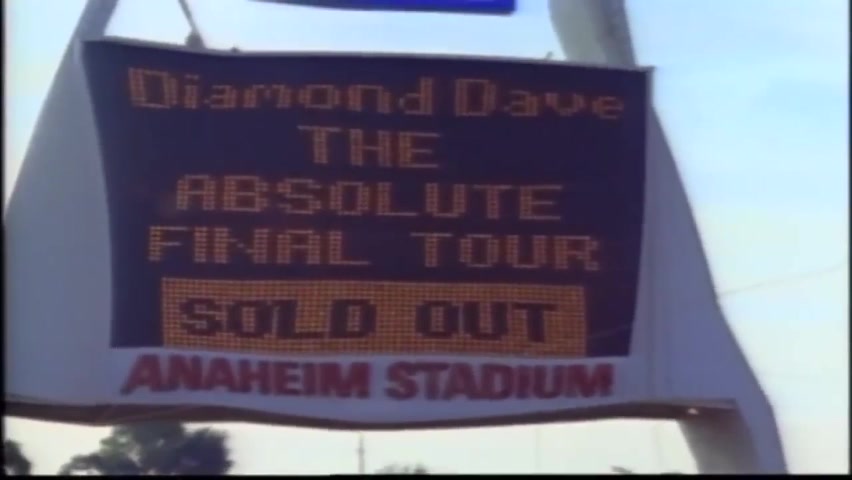 Diamond Dave
THE
ABSOLUTE
FINAL TOUR
SOLD OUT
ANAHEIM STADIUM